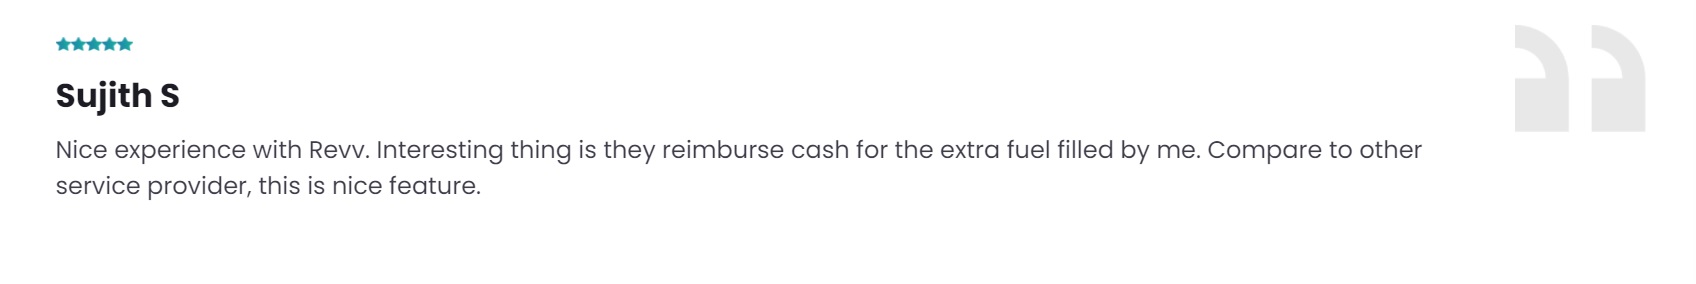 Sujith S
Nice experience with Revv. Interesting thing is they reimburse cash for the extra fuel filled by me. Compare to other
service provider, this is nice feature.